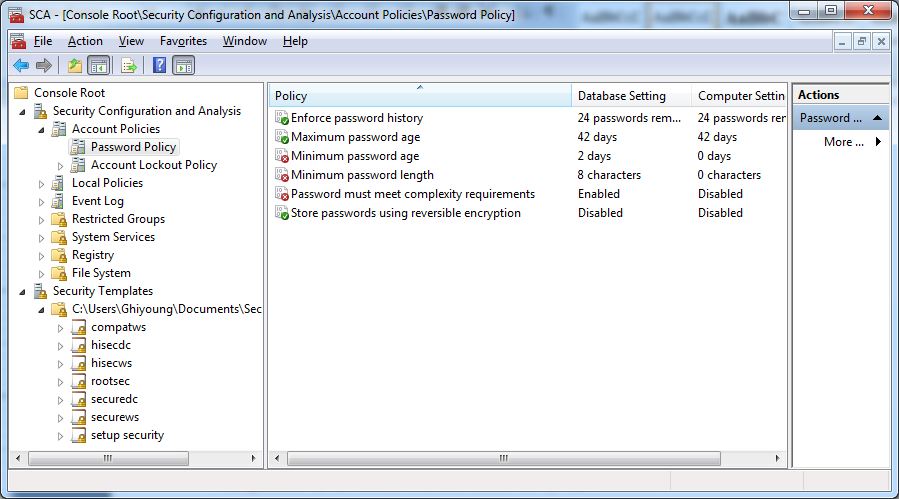 SCA - [Console Root\Security Configuration and Analysis\Account Policies\Password Policy]
File Action View Favorites Window Help
Console Root
Security Configuration and Analysis
Account Policies
Password Policy
Account Lockout Policy
Local Policies
Event Log
Restricted Groups
System Services
Registry
File System
Security Templates
C:\Users\Ghiyoung\Documents\Sec
compatws
hisecdc
hisecws
rootsec
securedc
securews
setup security
Policy Database Setting Computer Settin
Enforce password history 24 passwords rem... 24 passwords rer
Maximum password age 42 days 42 days
Minimum password age 2 days 0 days
Minimum password length 8 characters 0 characters
Password must meet complexity requirements Enabled Disabled
Store passwords using reversible encryption Disabled Disabled
Actions
Password ...
More ...